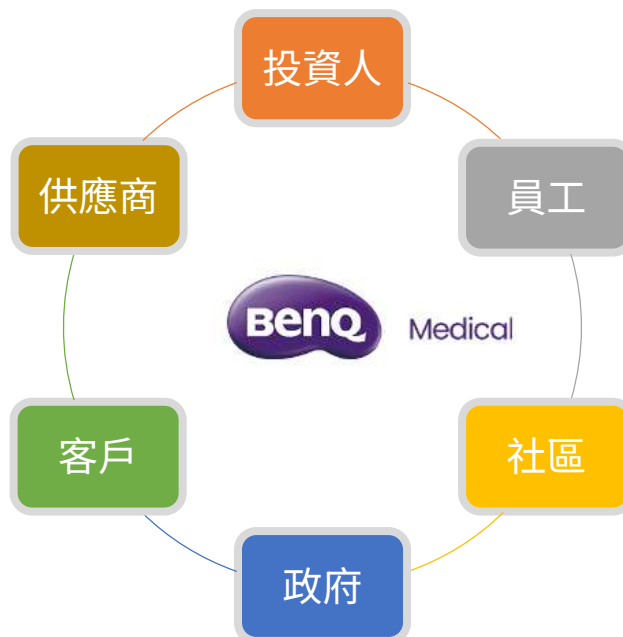 投資人
供應商
員工
BenQ Medical
客戶
社區
政府